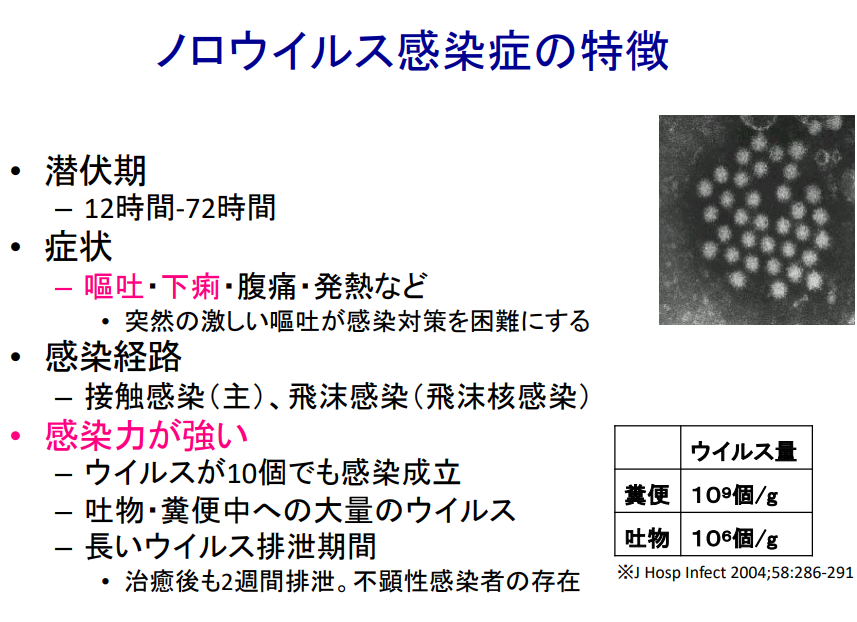 ノロウイルス感染症の特徴
• 潜伏期
– 12時間-72時間
• 症状
– 嘔吐・下痢・腹痛・発熱など
• 突然の激しい嘔吐が感染対策を困難にする
• 感染経路
– 接触感染（主）、飛沫感染（飛沫核感染）
• 感染力が強い
– ウイルスが10個でも感染成立
– 吐物・糞便中への大量のウイルス
– 長いウイルス排泄期間
• 治癒後も2週間排泄。不顕性感染者の存在
ウイルス量
糞便 10⁹個/g
吐物 10⁶個/g
※J Hosp Infect 2004;58:286-291